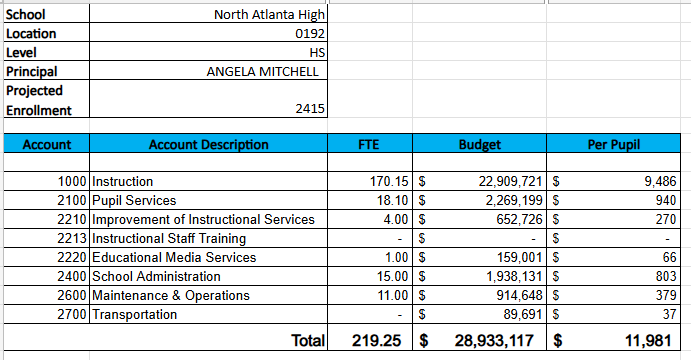 School North Atlanta High
Location 0192
Level HS
Principal ANGELA MITCHELL
Projected
Enrollment 2415
Account Account Description FTE Budget Per Pupil
1000 Instruction 170.15 $ 22,909,721 $ 9,486
2100 Pupil Services 18.10 $ 2,269,199 $ 940
2210 Improvement of Instructional Services 4.00 $ 652,726 $ 270
2213 Instructional Staff Training - $ - $ -
2220 Educational Media Services 1.00 $ 159,001 $ 66
2400 School Administration 15.00 $ 1,938,131 $ 803
2600 Maintenance & Operations 11.00 $ 914,648 $ 379
2700 Transportation - $ 89,691 $ 37
Total 219.25 $ 28,933,117 $ 11,981